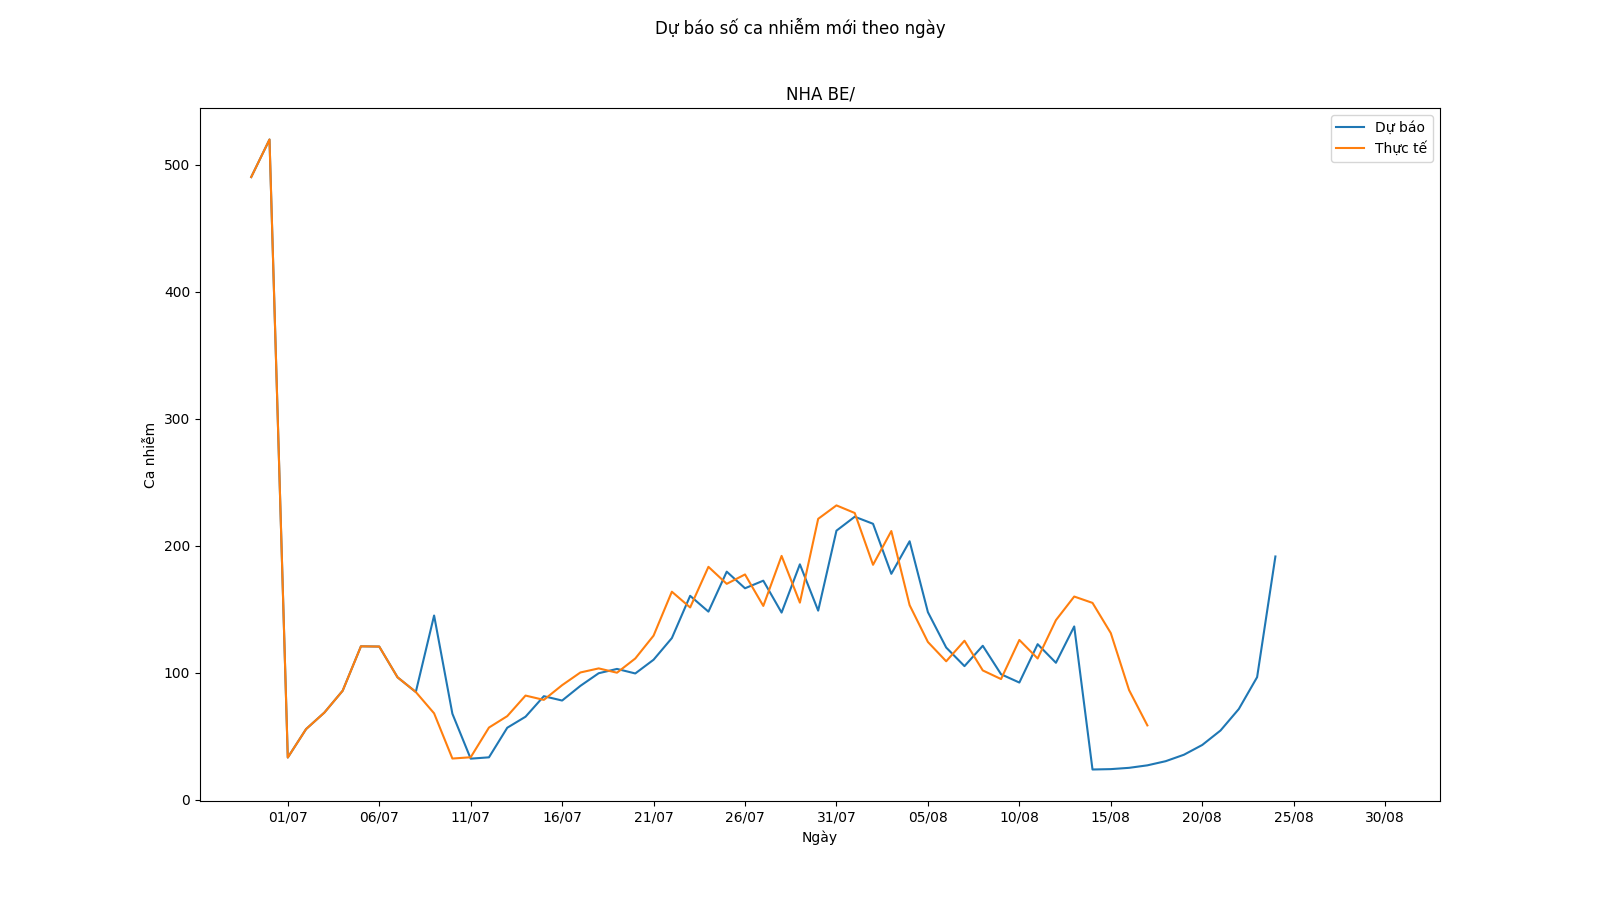 Dự báo số ca nhiễm mới theo ngày
NHA BE/
Dự báo
Thực tế
500
400
300
200
100
0
Ca nhiễm
01/07 06/07 11/07 16/07 21/07 26/07 31/07 05/08 10/08 15/08 20/08 25/08 30/08
Ngày